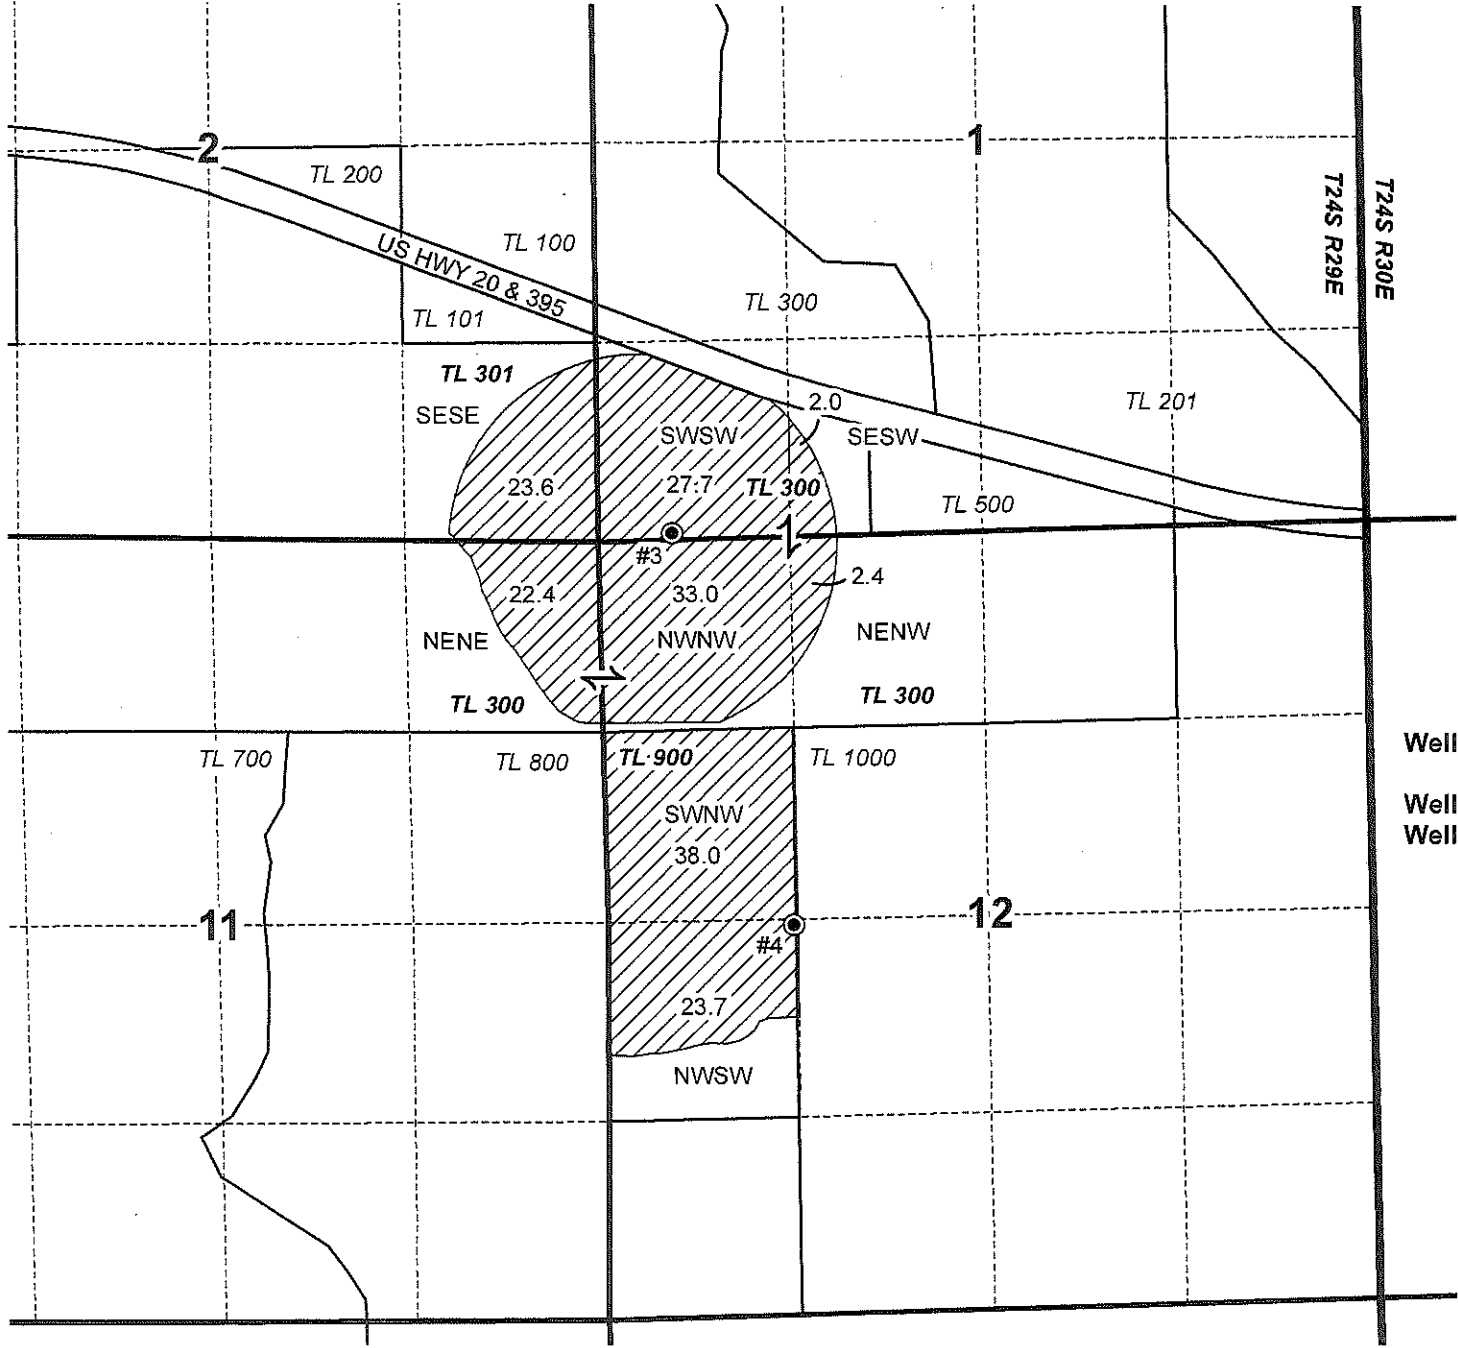 2
1
TL 200
T24S R29E
T24S R30E
TL 100
US HWY 20 & 395
TL 300
TL 101
TL 301
2.0
TL 201
SESE
SWSW
SESW
23.6
27.7
TL 300
TL 500
#3
2.4
22.4
33.0
NENE
NWNW
NENW
TL 300
TL 300
TL 700
TL 800
TL 900
TL 1000
Well
SWNW
Well
38.0
Well
11
12
#4
23.7
NWSW